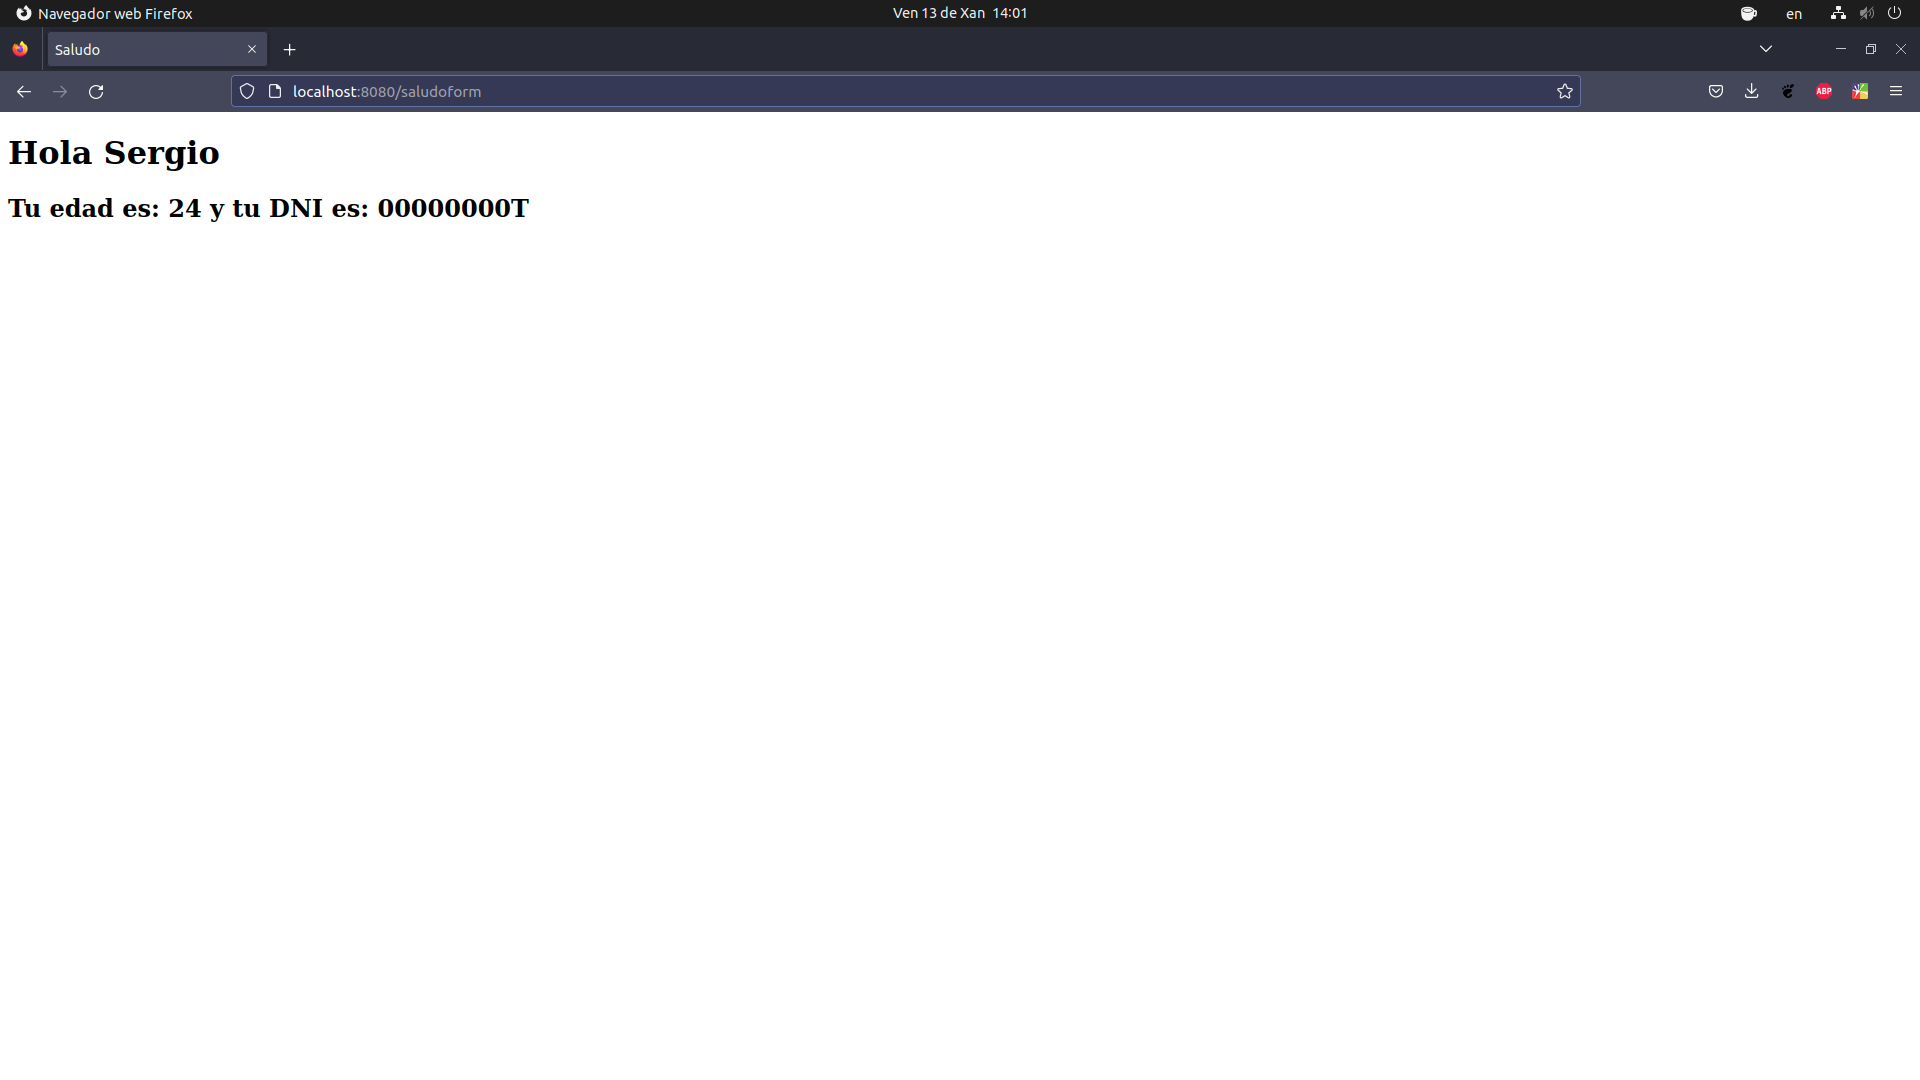 Navegador web Firefox
Ven 13 de Xan 14:01
en
Saludo
localhost:8080/saludoform
ABP
Hola Sergio
Tu edad es: 24 y tu DNI es: 00000000T